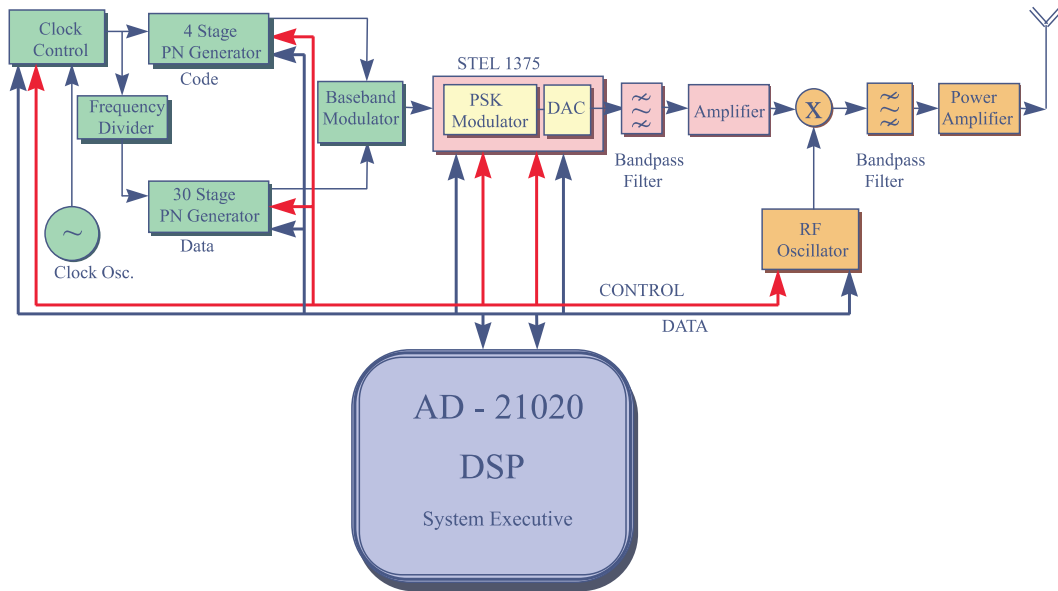 Clock
Control
4 Stage
PN Generator
Code
Frequency
Divider
30 Stage
PN Generator
Data
~
Clock Osc.
Baseband
Modulator
STEL 1375
PSK
Modulator
DAC
Bandpass
Filter
Amplifier
X
Bandpass
Filter
Power
Amplifier
RF
Oscillator
CONTROL
DATA
AD - 21020
DSP
System Executive